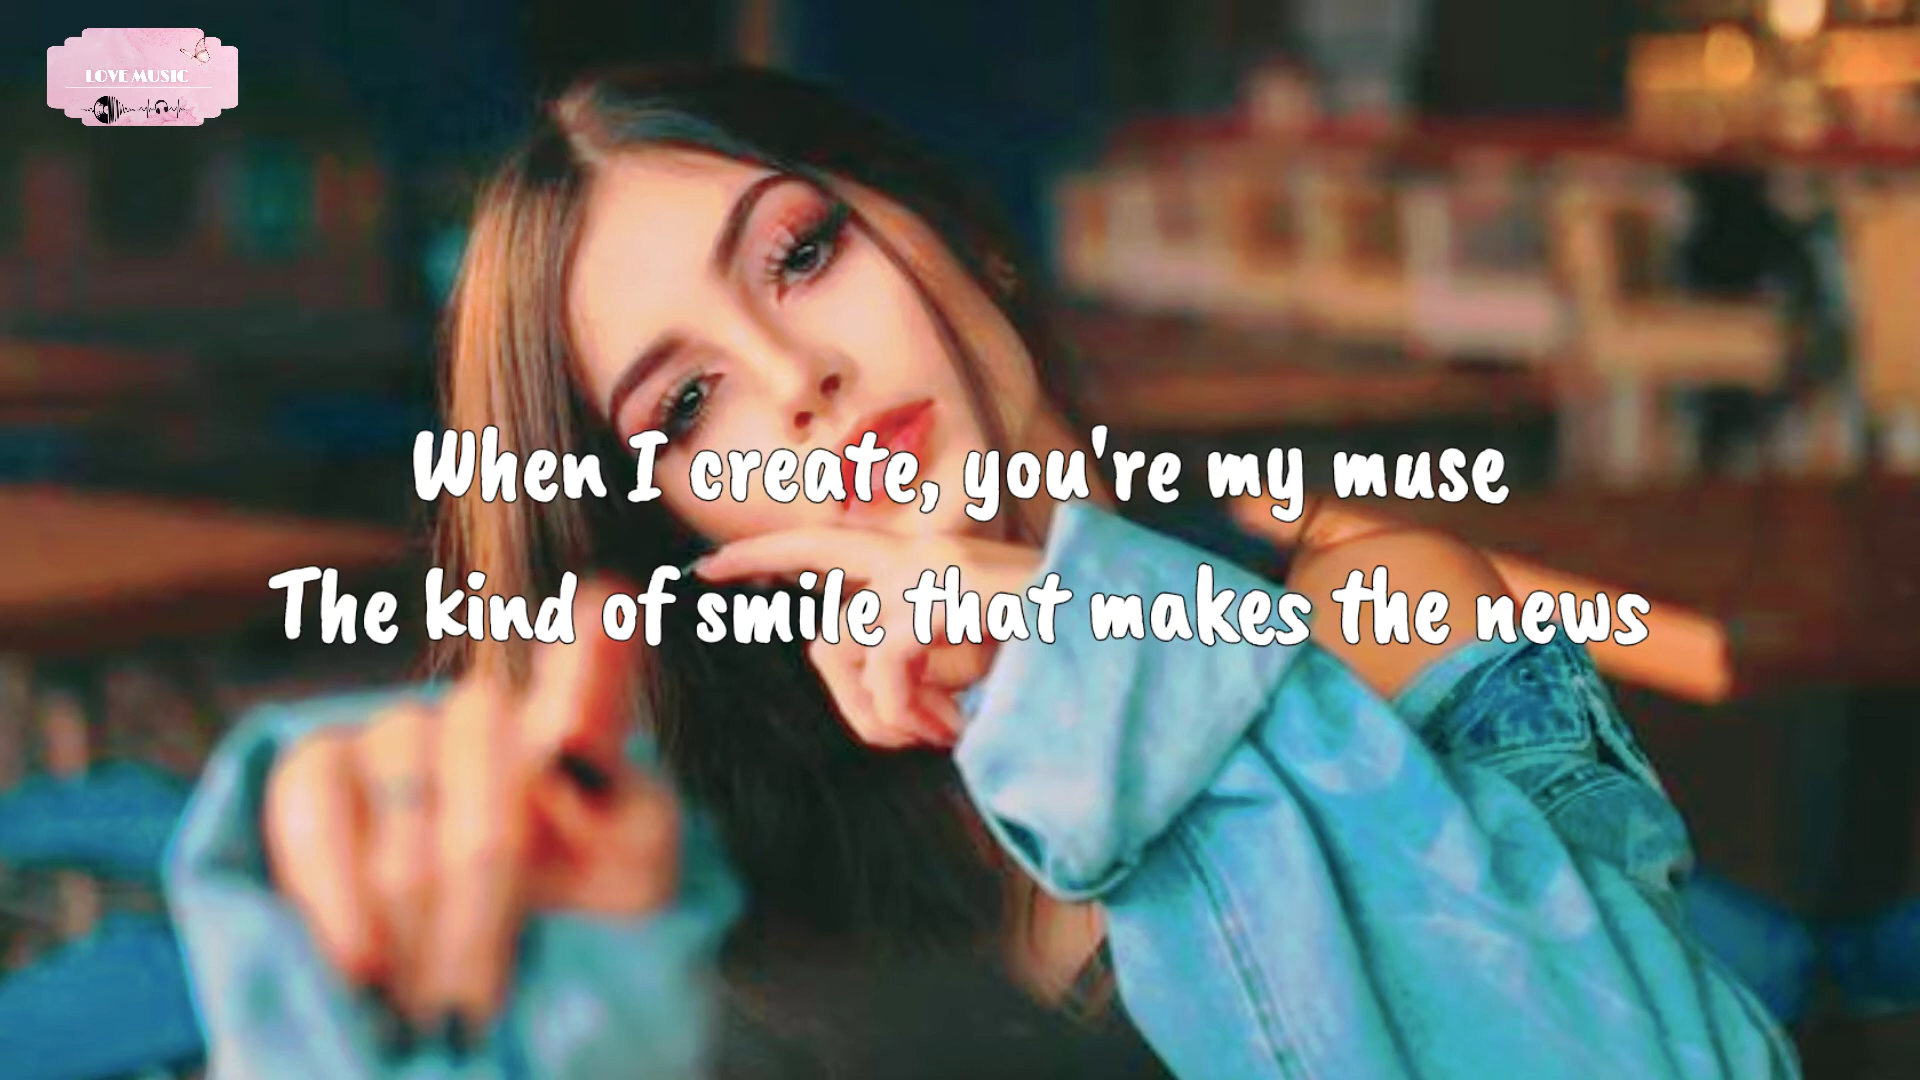 LOVE MUSIC
When I create, you're my muse
The kind of smile that makes the news